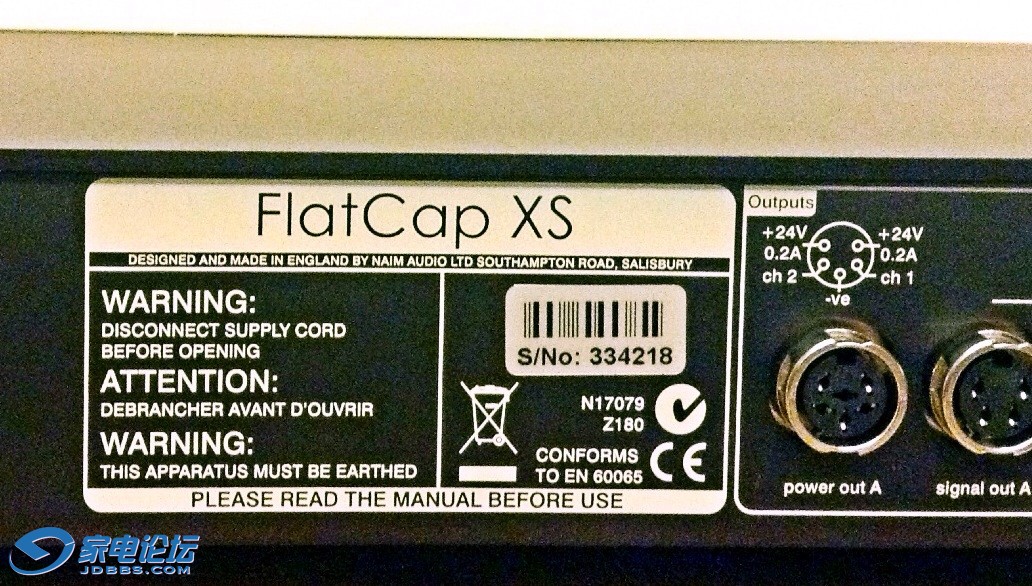 FlatCap XS
DESIGNED AND MADE IN ENGLAND BY NAIM AUDIO LTD SOUTHAMPTON ROAD, SALISBURY
WARNING:
DISCONNECT SUPPLY CORD
BEFORE OPENING
ATTENTION:
DEBRANCHER AVANT D'OUVRIR
WARNING:
THIS APPARATUS MUST BE EARTHED
S/No: 334218
N17079
Z180
CONFORMS
TO EN 60065
CE
PLEASE READ THE MANUAL BEFORE USE
Outputs
+24V +24V
0.2A 0.2A
ch 2 ch 1
-ve
power out A signal out A
家电论坛
JDBBS.COM